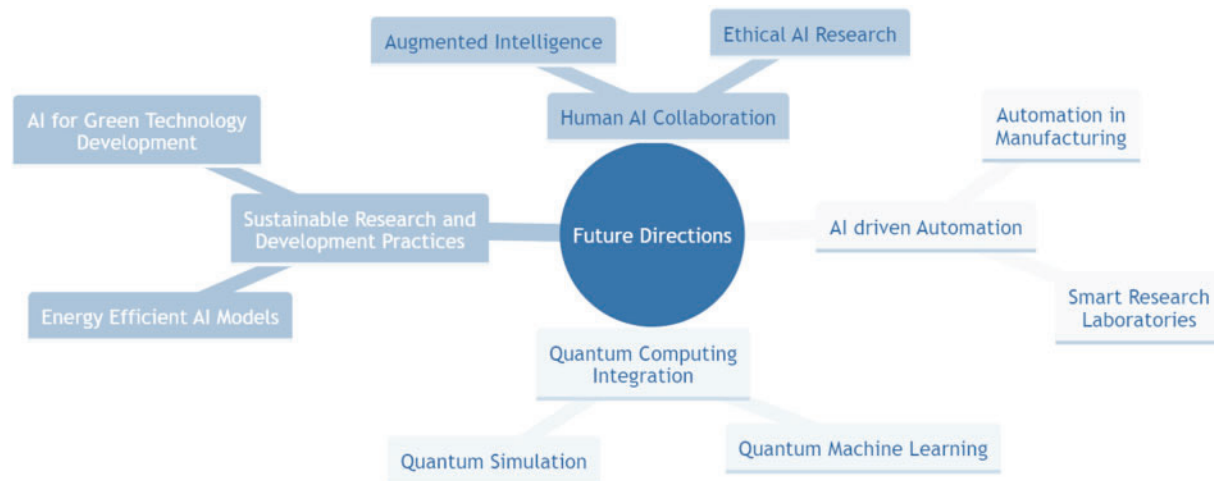 Augmented Intelligence
Ethical AI Research
Human AI Collaboration
AI for Green Technology
Development
Sustainable Research and
Development Practices
Energy Efficient AI Models
Future Directions
Automation in
Manufacturing
AI driven Automation
Smart Research
Laboratories
Quantum Computing
Integration
Quantum Simulation
Quantum Machine Learning